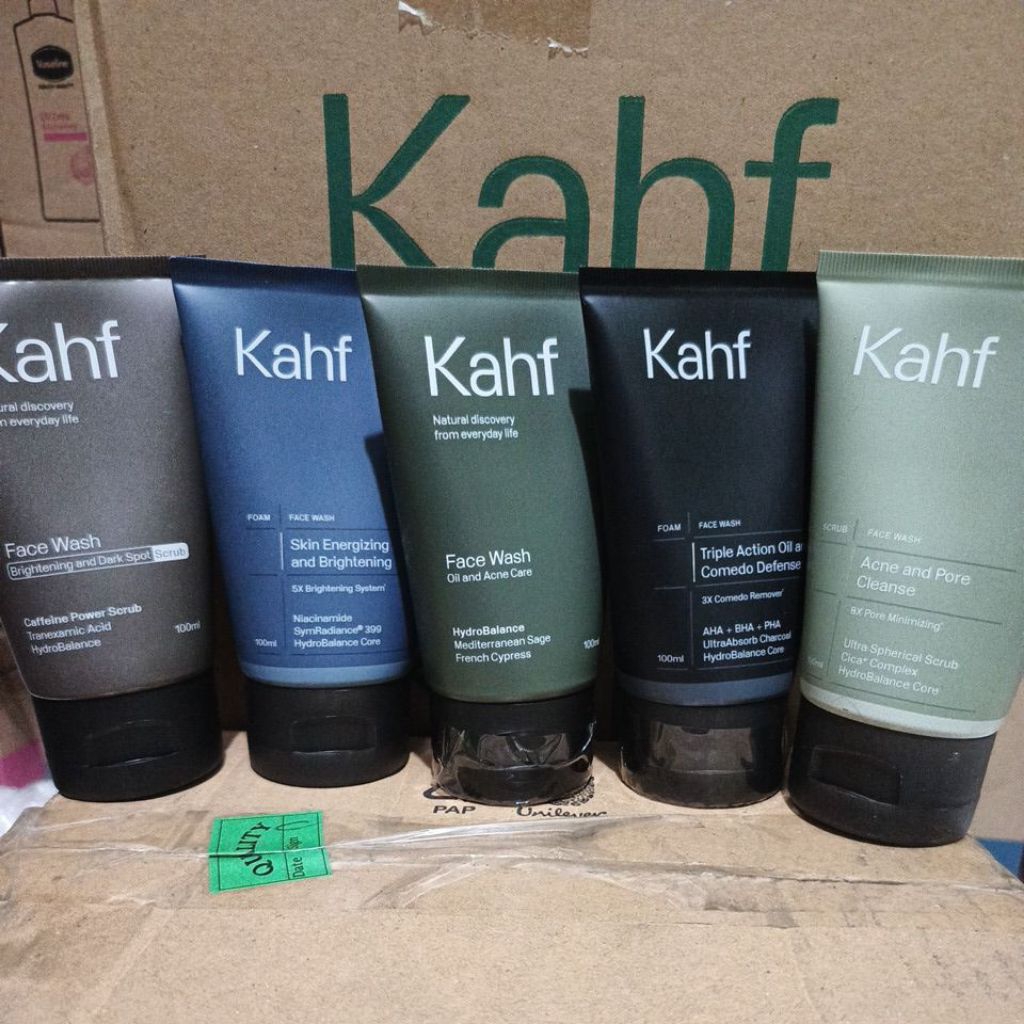 Vaseline
Kahf
Kahf
ural discovery
m everyday life
Face Wash
Brightening and Dark Spot Scrub
Caffeine Power Scrub
Tranexamic Acid
HydroBalance
100ml
Kahf
FOAM
FACE WASH
Skin Energizing
and Brightening
5X Brightening System*
Niacinamide
SymRadiance® 399
HydroBalance Core
100ml
Kahf
Natural discovery
from everyday life
Face Wash
Oil and Acne Care
HydroBalance
Mediterranean Sage
French Cypress
100ml
Kahf
FOAM
FACE WASH
Triple Action Oil a
Comedo Defense
3X Comedo Remover*
AHA + BHA + PHA
UltraAbsorb Charcoal
HydroBalance Core
100ml
Kahf
SCRUB
FACE WASH
Acne and Pore
Cleanse
8X Pore Minimizing*
Ultra Spherical Scrub
Cica* Complex
HydroBalance Core
PAP
Unilever
QUALITY
Date
Sign